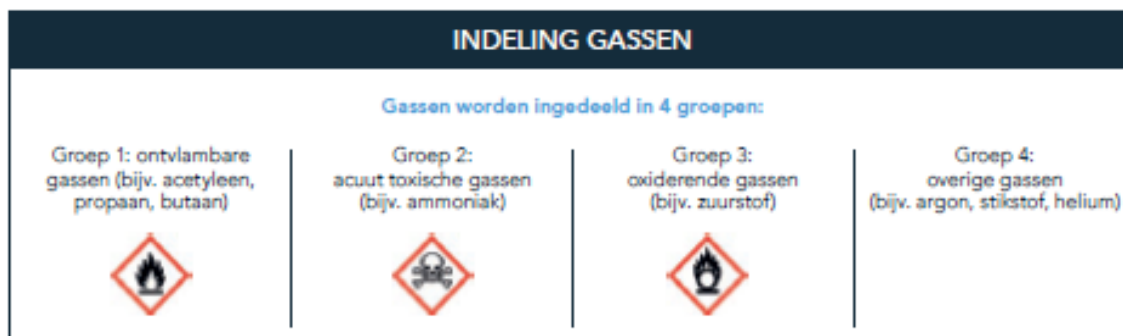 INDELING GASSEN
Gassen worden ingedeeld in 4 groepen:
Groep 1: ontvlambare
gassen (bijv. acetyleen,
propaan, butaan)
Groep 2:
acuut toxische gassen
(bijv. ammoniak)
Groep 3:
oxiderende gassen
(bijv. zuurstof)
Groep 4:
overige gassen
(bijv. argon, stikstof, helium)